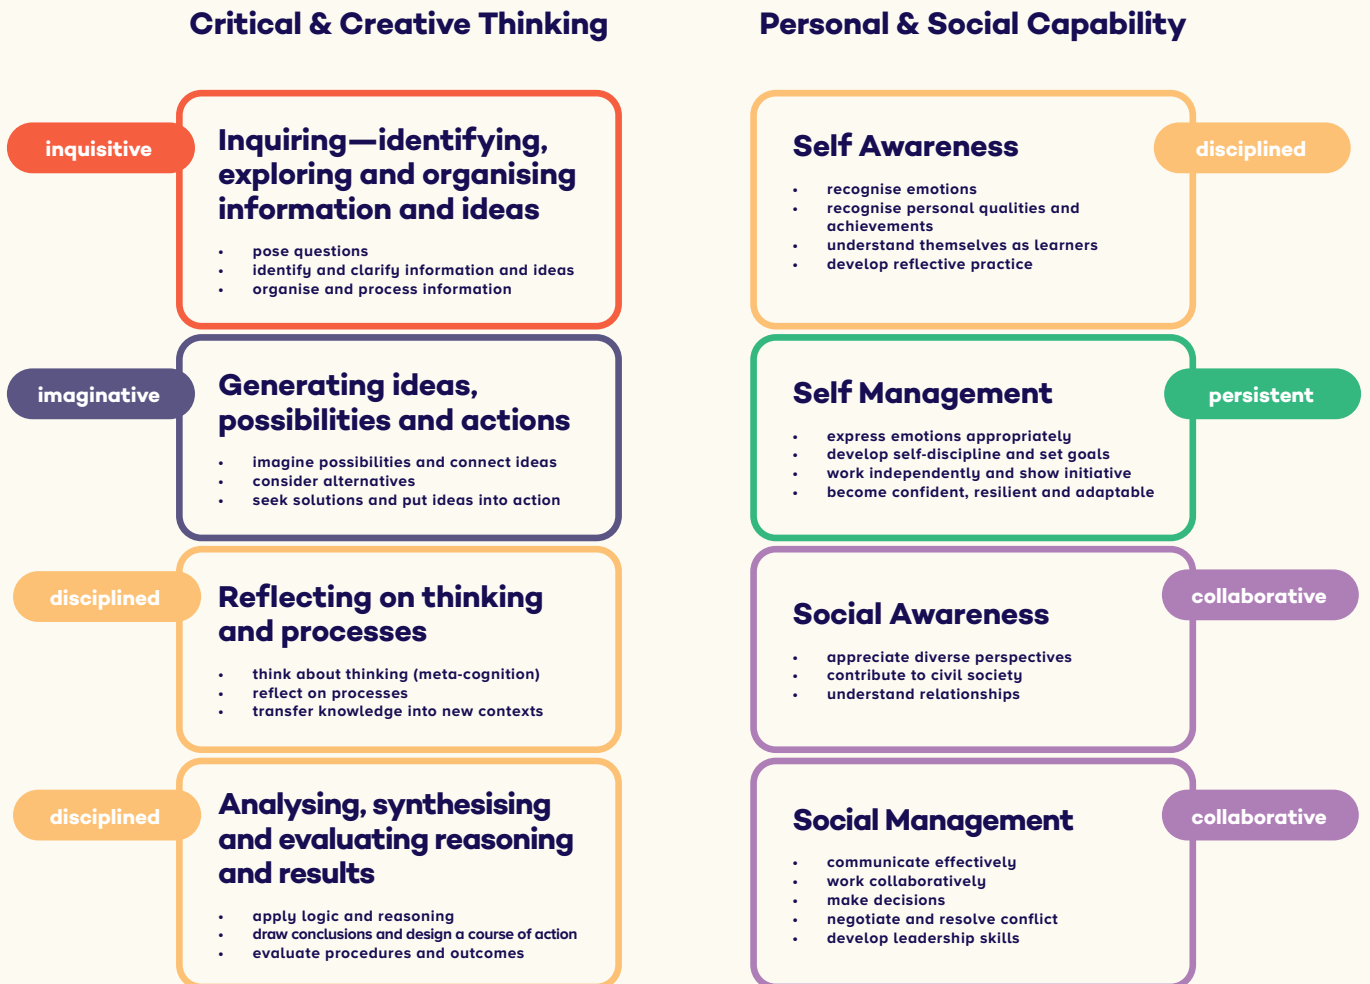 Critical & Creative Thinking
inquisitive
Inquiring—identifying,
exploring and organising
information and ideas
• pose questions
• identify and clarify information and ideas
• organise and process information
imaginative
Generating ideas,
possibilities and actions
• imagine possibilities and connect ideas
• consider alternatives
• seek solutions and put ideas into action
disciplined
Reflecting on thinking
and processes
• think about thinking (meta-cognition)
• reflect on processes
• transfer knowledge into new contexts
disciplined
Analysing, synthesising
and evaluating reasoning
and results
• apply logic and reasoning
• draw conclusions and design a course of action
• evaluate procedures and outcomes
Personal & Social Capability
Self Awareness
disciplined
• recognise emotions
• recognise personal qualities and
achievements
• understand themselves as learners
• develop reflective practice
Self Management
persistent
• express emotions appropriately
• develop self-discipline and set goals
• work independently and show initiative
• become confident, resilient and adaptable
Social Awareness
collaborative
• appreciate diverse perspectives
• contribute to civil society
• understand relationships
Social Management
collaborative
• communicate effectively
• work collaboratively
• make decisions
• negotiate and resolve conflict
• develop leadership skills